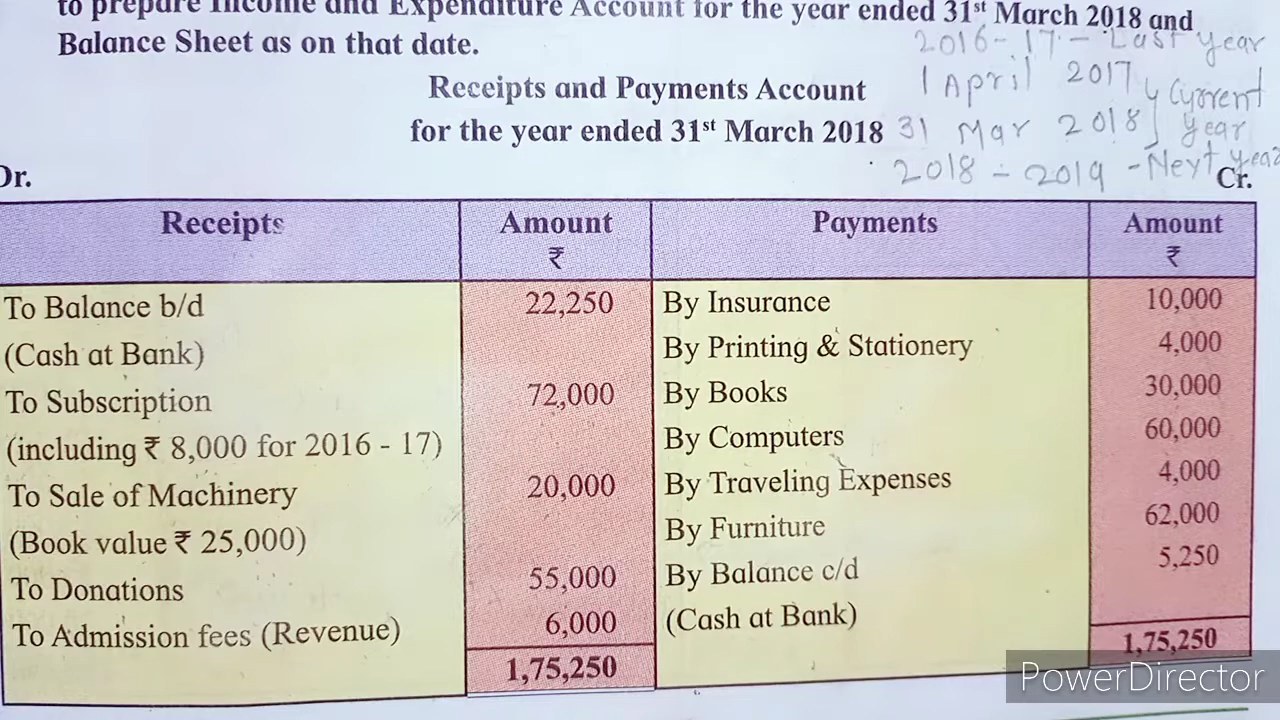 to prepare Income and Expenditure Account for the year ended 31st March 2018 and
Balance Sheet as on that date.
2016-17 - Last year
Receipts and Payments Account
1 April 2017
Current
for the year ended 31st March 2018
31 Mar 2018
year
2018 - 2019 - Next year
Dr.
Cr.
Receipts
Amount
₹
Payments
Amount
₹
To Balance b/d
22,250
By Insurance
10,000
(Cash at Bank)
By Printing & Stationery
4,000
To Subscription
72,000
By Books
30,000
(including ₹ 8,000 for 2016 - 17)
By Computers
60,000
To Sale of Machinery
20,000
By Traveling Expenses
4,000
(Book value ₹ 25,000)
By Furniture
62,000
To Donations
55,000
By Balance c/d
5,250
To Admission fees (Revenue)
6,000
(Cash at Bank)
1,75,250
1,75,250
PowerDirector